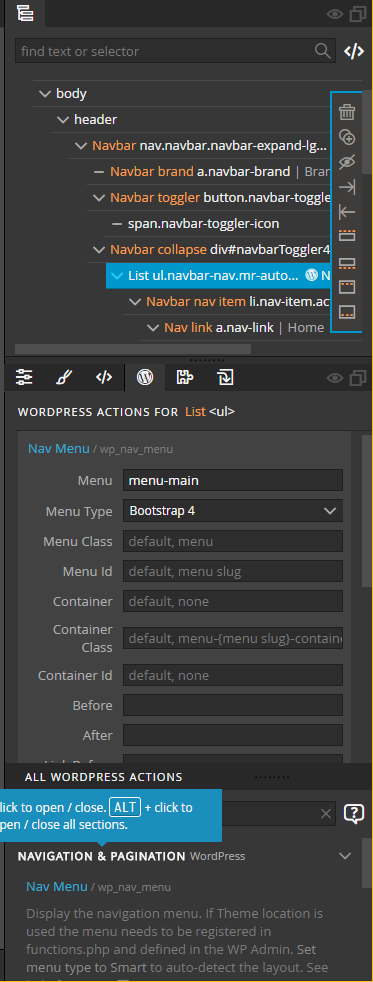 find text or selector
body
header
Navbar nav.navbar.navbar-expand-lg...
Navbar brand a.navbar-brand | Bran
Navbar toggler button.navbar-toggle
span.navbar-toggler-icon
Navbar collapse div#navbarToggler4
List ul.navbar-nav.mr-auto... N
Navbar nav item li.nav-item.ac
Nav link a.nav-link | Home
WORDPRESS ACTIONS FOR List <ul>
Nav Menu / wp_nav_menu
Menu menu-main
Menu Type Bootstrap 4
Menu Class default, menu
Menu Id default, menu slug
Container default, none
Container
Class default, menu-{menu slug}-containe
Container Id default, none
Before
After
ALL WORDPRESS ACTIONS
lick to open / close. ALT + click to
pen / close all sections.
NAVIGATION & PAGINATION WordPress
Nav Menu / wp_nav_menu
Display the navigation menu. If Theme location is
used the menu needs to be registered in
functions.php and defined in the WP Admin. Set
menu type to Smart to auto-detect the layout. See